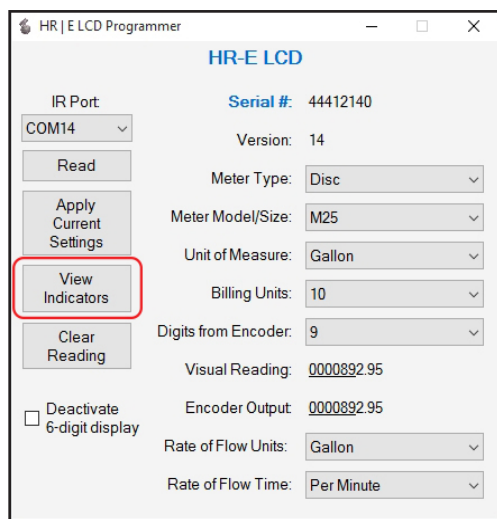 HR | E LCD Programmer
HR-E LCD
IR Port:
COM14
Read
Apply
Current
Settings
View
Indicators
Clear
Reading
Deactivate
6-digit display
Serial #: 44412140
Version: 14
Meter Type: Disc
Meter Model/Size: M25
Unit of Measure: Gallon
Billing Units: 10
Digits from Encoder: 9
Visual Reading: 0000892.95
Encoder Output: 0000892.95
Rate of Flow Units: Gallon
Rate of Flow Time: Per Minute